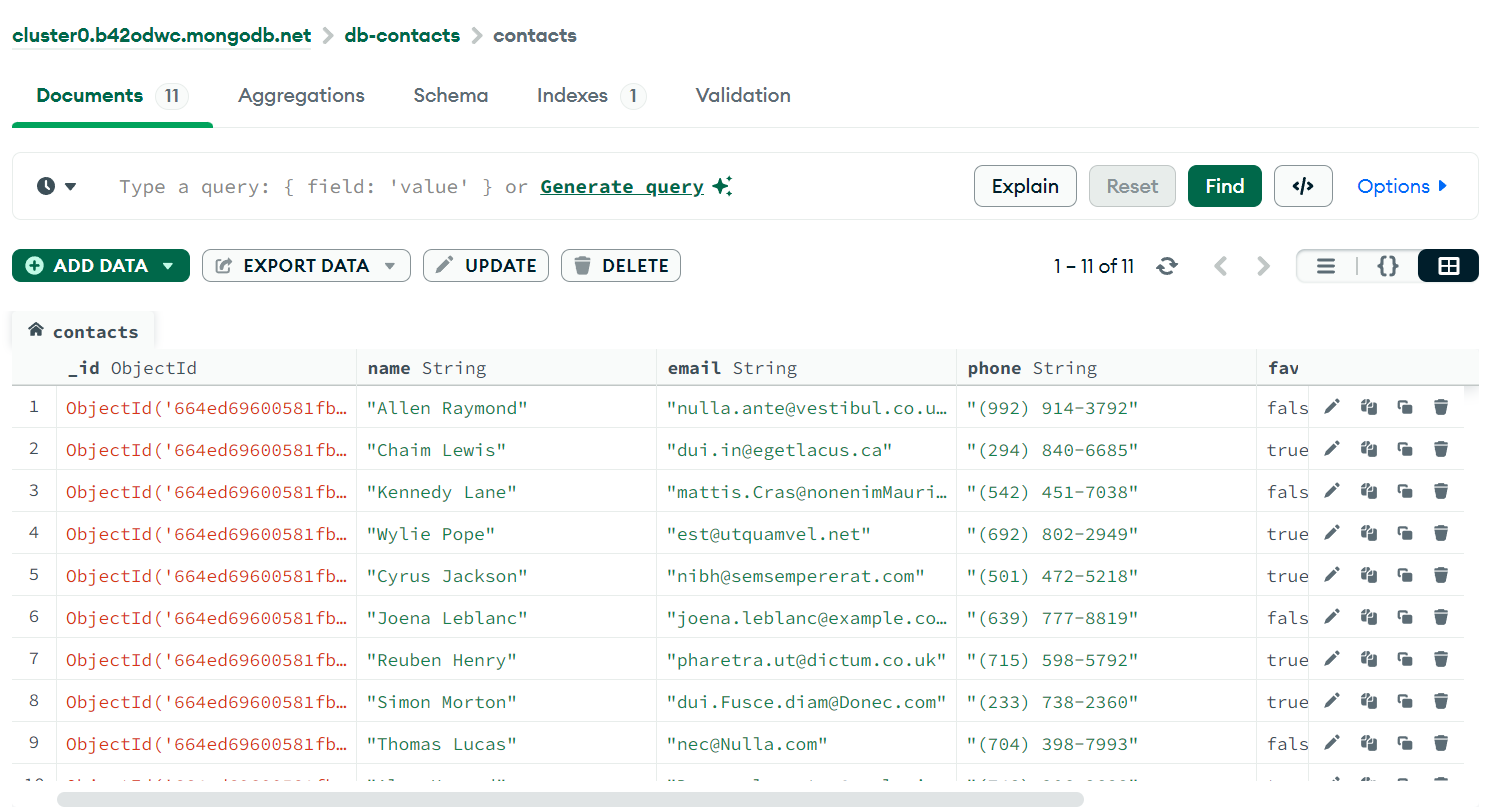 cluster0.b42odwc.mongodb.net > db-contacts > contacts
Documents 11 Aggregations Schema Indexes 1 Validation
Type a query: { field: 'value' } or Generate query Explain Reset Find </> Options
ADD DATA EXPORT DATA UPDATE DELETE 1 – 11 of 11 {}
contacts
_id ObjectId name String email String phone String fav
1 ObjectId('664ed69600581fb… "Allen Raymond" "nulla.ante@vestibul.co.u… "(992) 914-3792" fals
2 ObjectId('664ed69600581fb… "Chaim Lewis" "dui.in@egetlacus.ca" "(294) 840-6685" true
3 ObjectId('664ed69600581fb… "Kennedy Lane" "mattis.Cras@nonenimMauri… "(542) 451-7038" fals
4 ObjectId('664ed69600581fb… "Wylie Pope" "est@utquamvel.net" "(692) 802-2949" true
5 ObjectId('664ed69600581fb… "Cyrus Jackson" "nibh@semsempererat.com" "(501) 472-5218" true
6 ObjectId('664ed69600581fb… "Joena Leblanc" "joena.leblanc@example.co… "(639) 777-8819" fals
7 ObjectId('664ed69600581fb… "Reuben Henry" "pharetra.ut@dictum.co.uk" "(715) 598-5792" true
8 ObjectId('664ed69600581fb… "Simon Morton" "dui.Fusce.diam@Donec.com" "(233) 738-2360" true
9 ObjectId('664ed69600581fb… "Thomas Lucas" "nec@Nulla.com" "(704) 398-7993" fals